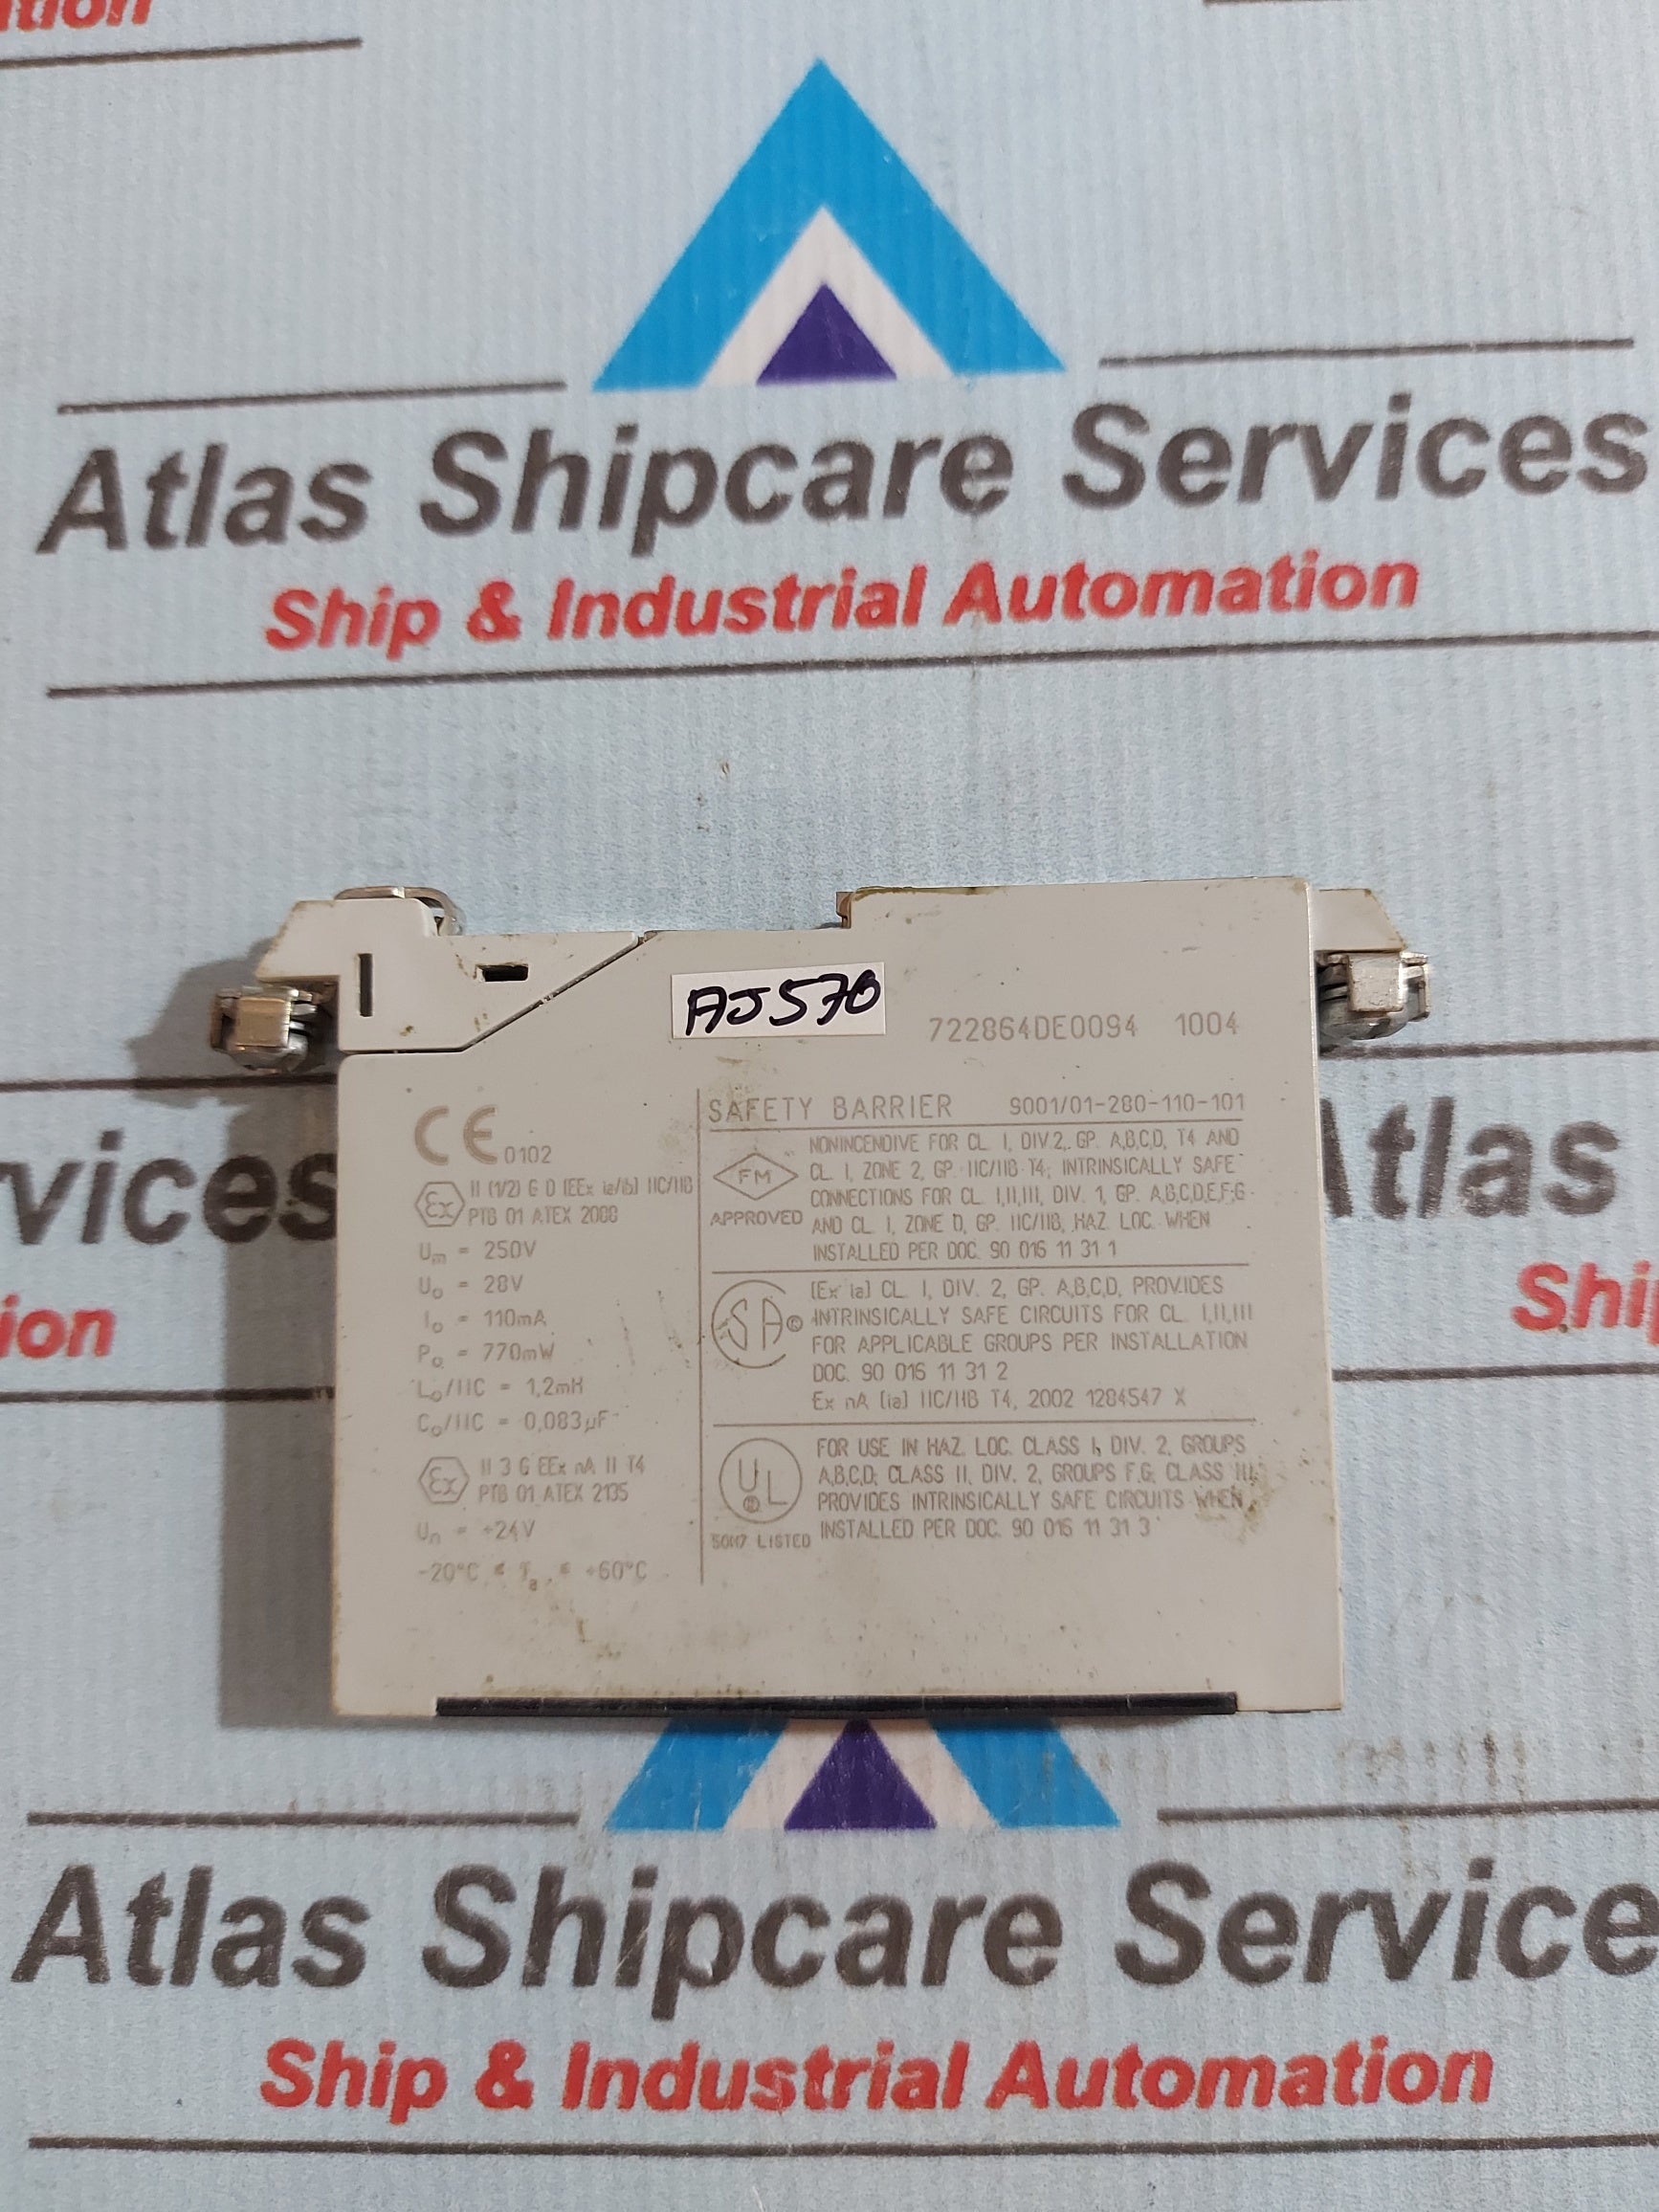 tion
Atlas Shipcare Services
Ship & Industrial Automation
AJ570
722864DE0094 1004
CE 0102
Ex II (1/2) G D [EEx ia/ib] IIC/IIB
PTB 01 ATEX 2088
Um = 250V
Uo = 28V
Io = 110mA
Po = 770mW
Lo/IIC = 1,2mH
Co/IIC = 0,083µF
Ex II 3 G EEx nA II T4
PTB 01 ATEX 2135
Un = +24V
-20°C ≤ Ta ≤ +60°C
SAFETY BARRIER 9001/01-280-110-101
FM
APPROVED
NONINCENDIVE FOR CL. I, DIV.2, GP. A,B,C,D, T4 AND
CL. I, ZONE 2, GP. IIC/IIB T4; INTRINSICALLY SAFE
CONNECTIONS FOR CL. I,II,III, DIV. 1, GP. A,B,C,D,E,F,G
AND CL. I, ZONE 0, GP. IIC/IIB, HAZ. LOC. WHEN
INSTALLED PER DOC. 90 016 11 31 1
SA®
[Ex ia] CL. I, DIV. 2, GP. A,B,C,D, PROVIDES
INTRINSICALLY SAFE CIRCUITS FOR CL. I,II,III
FOR APPLICABLE GROUPS PER INSTALLATION
DOC. 90 016 11 31 2
Ex nA [ia] IIC/IIB T4, 2002 1284547 X
UL
50H7 LISTED
FOR USE IN HAZ. LOC. CLASS I, DIV. 2, GROUPS
A,B,C,D; CLASS II, DIV. 2, GROUPS F,G; CLASS III,
PROVIDES INTRINSICALLY SAFE CIRCUITS WHEN
INSTALLED PER DOC. 90 016 11 31 3
vices
ion
tlas
Ship
Atlas Shipcare Service
Ship & Industrial Automation